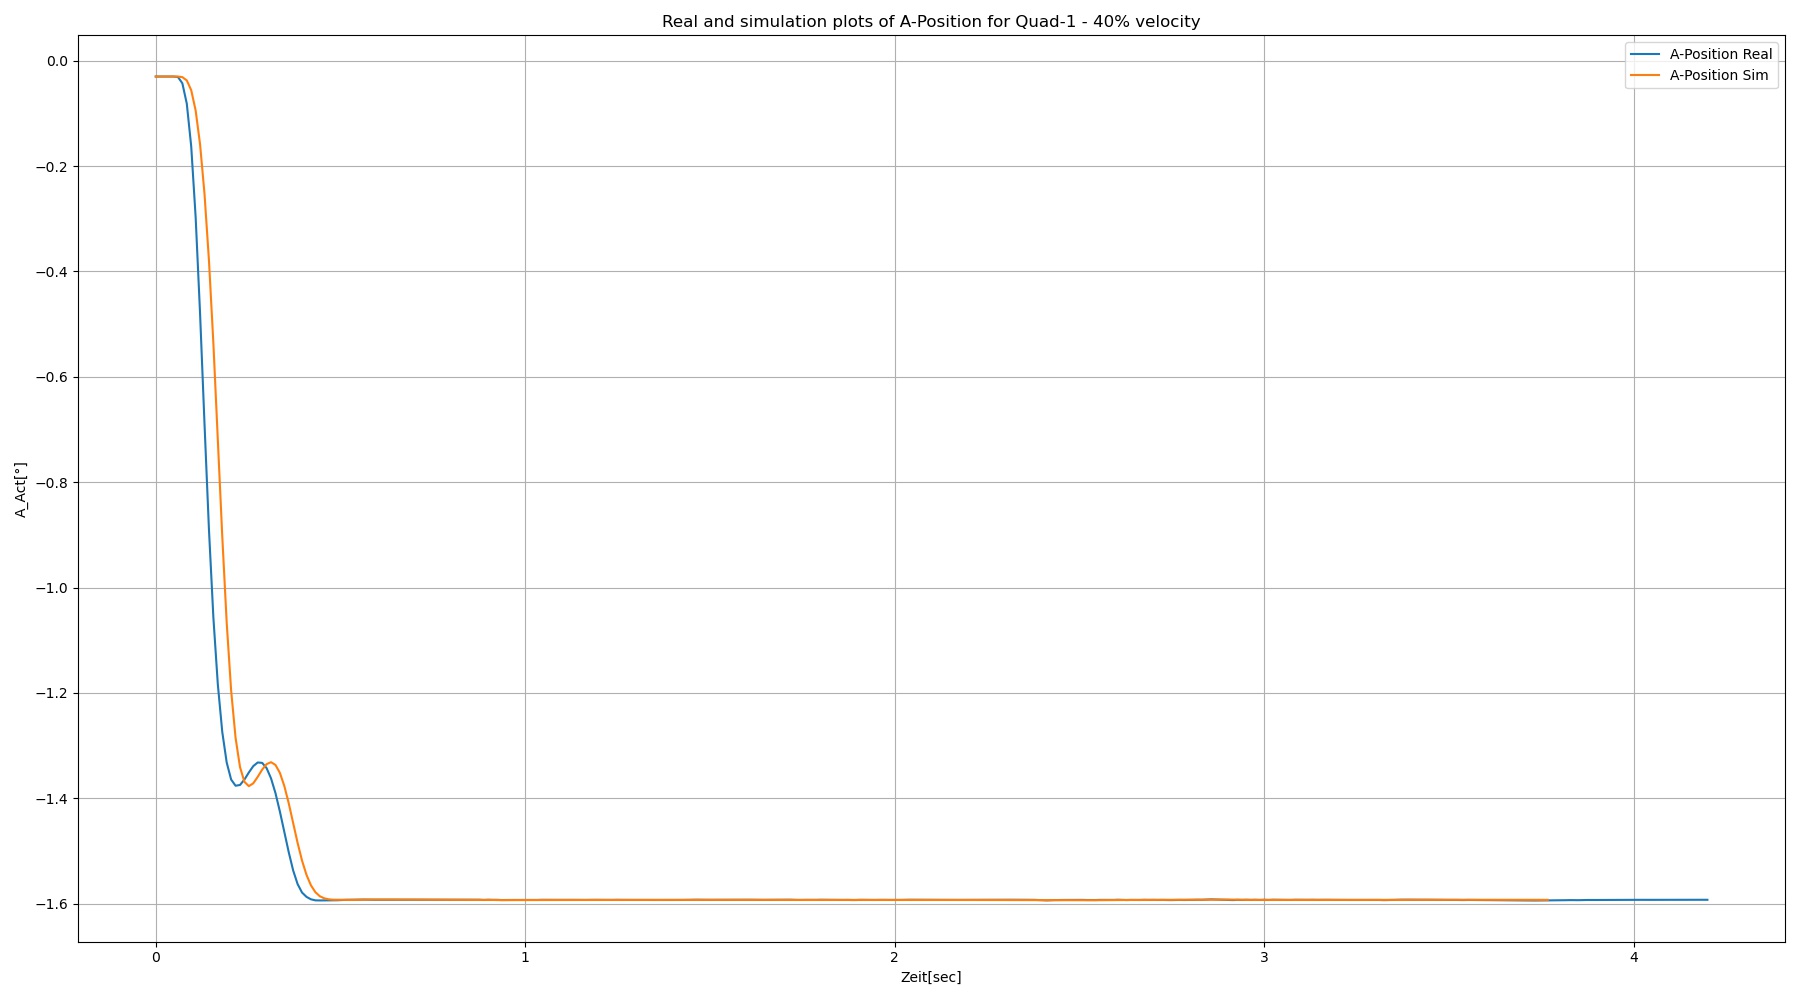 Real and simulation plots of A-Position for Quad-1 - 40% velocity
A-Position Real
A-Position Sim
0.0
−0.2
−0.4
−0.6
−0.8
−1.0
−1.2
−1.4
−1.6
A_Act[°]
0
1
2
3
4
Zeit[sec]